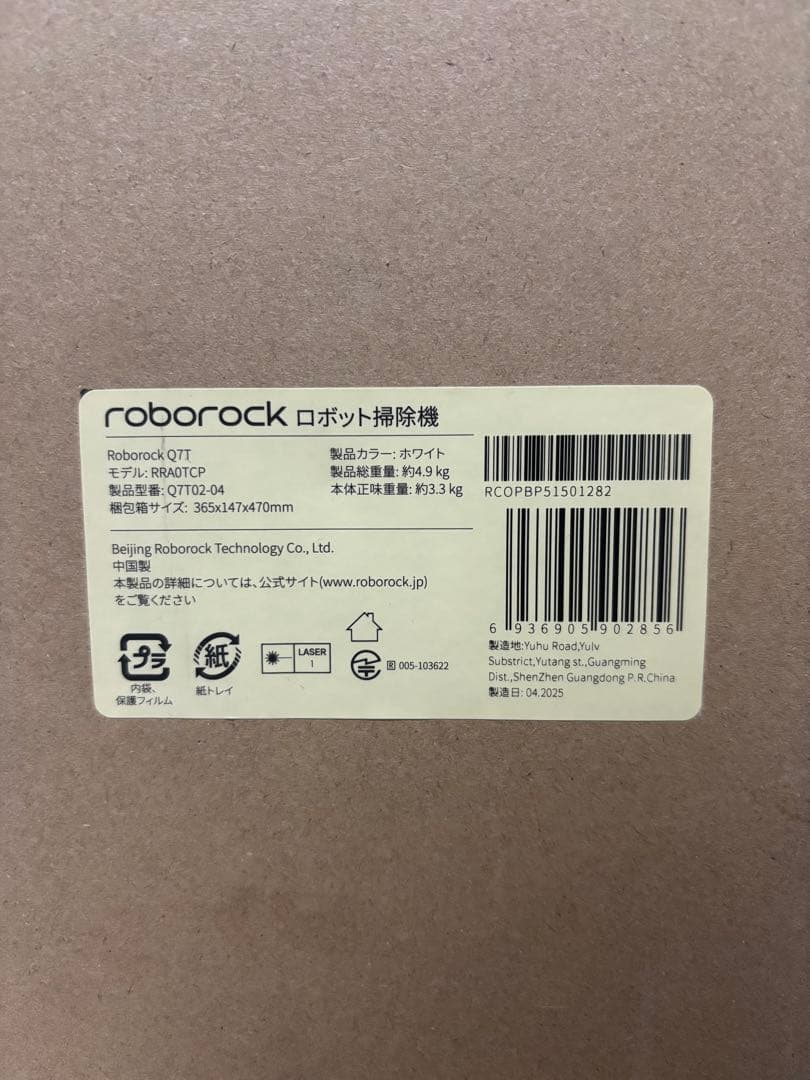 roborock ロボット掃除機
Roborock Q7T
モデル: RRA0TCP
製品型番: Q7T02-04
梱包箱サイズ: 365x147x470mm
製品カラー: ホワイト
製品総重量: 約4.9 kg
本体正味重量: 約3.3 kg
Beijing Roborock Technology Co., Ltd.
中国製
本製品の詳細については、公式サイト(www.roborock.jp)
をご覧ください
プラ
内袋、
保護フィルム
紙
紙トレイ
LASER
1
R 005-103622
RCOPBP51501282
6 936905 902856
製造地:Yuhu Road,Yulv
Substrict,Yutang st.,Guangming
Dist.,ShenZhen Guangdong P.R.China
製造日: 04.2025